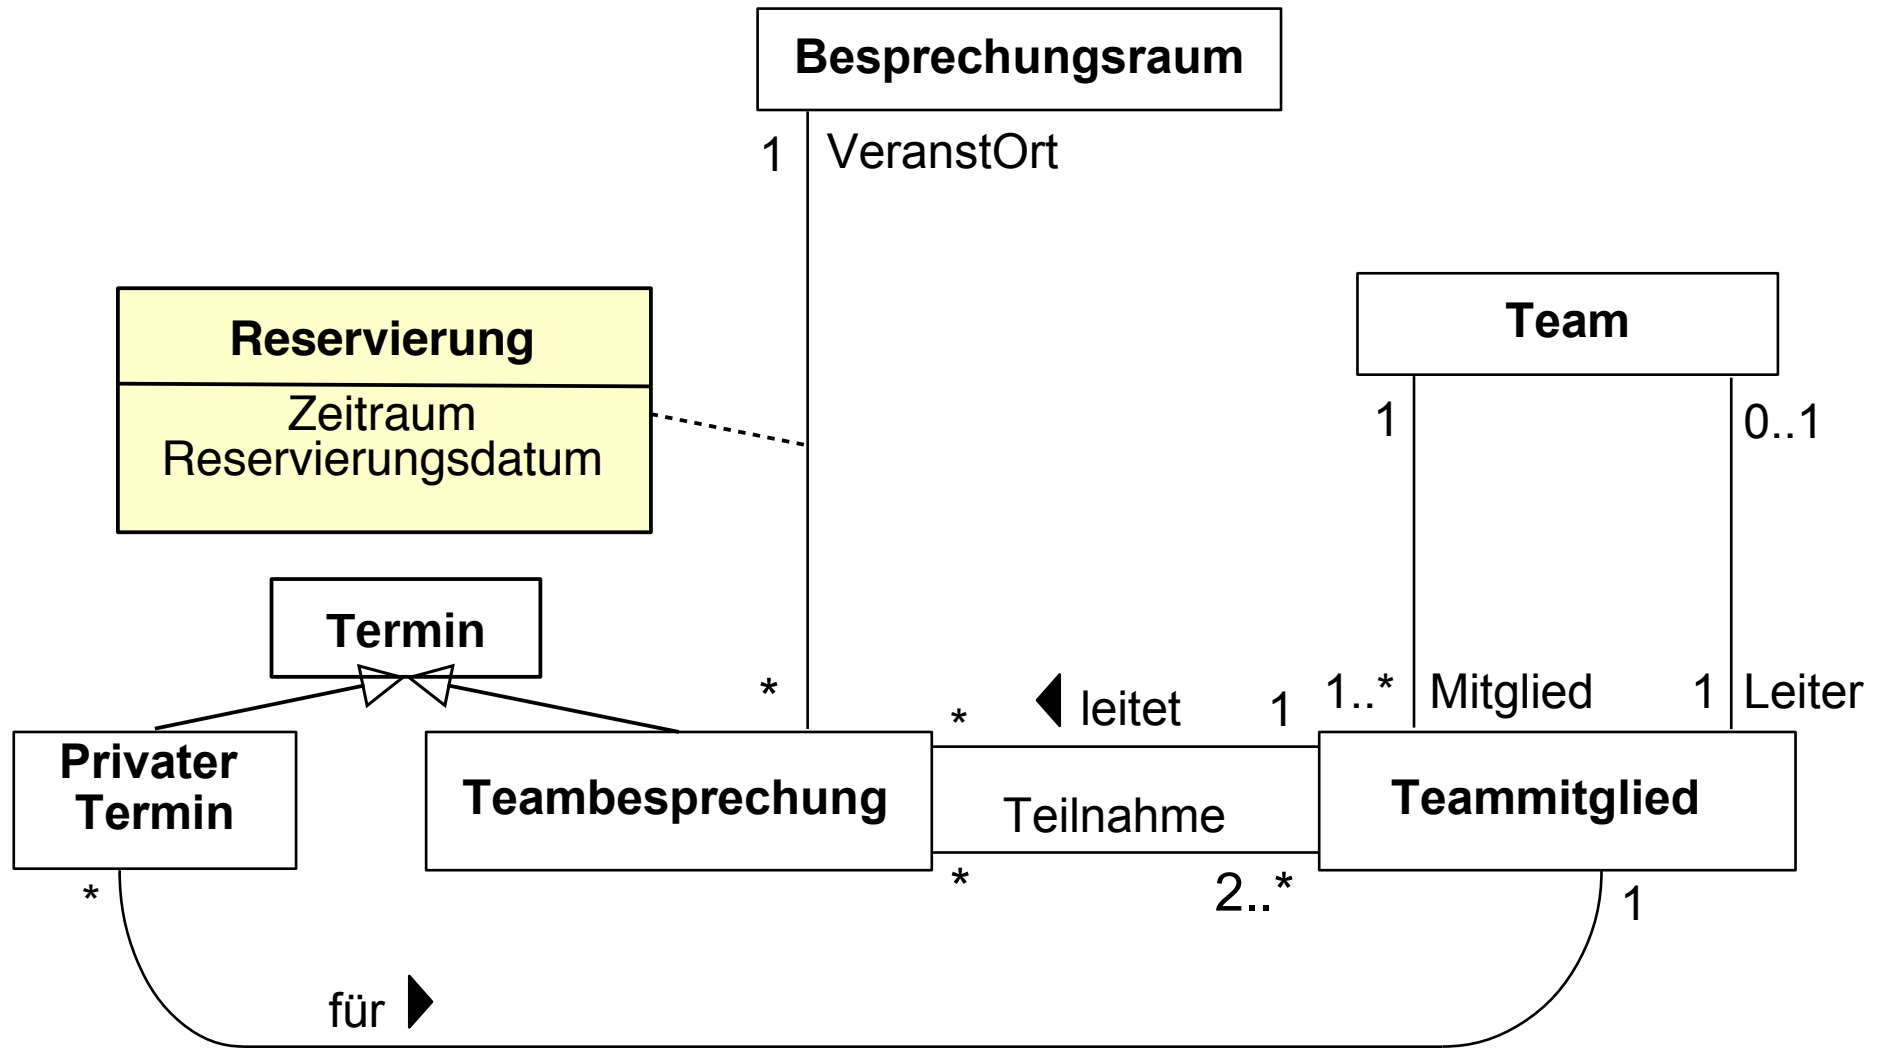 Besprechungsraum
1 VeranstOrt
Reservierung
Zeitraum
Reservierungsdatum
Team
1 0..1
Termin
* * leitet 1 1..* Mitglied 1 Leiter
Privater
Termin
Teambesprechung
Teilnahme
Teammitglied
* * 2..* 1
für